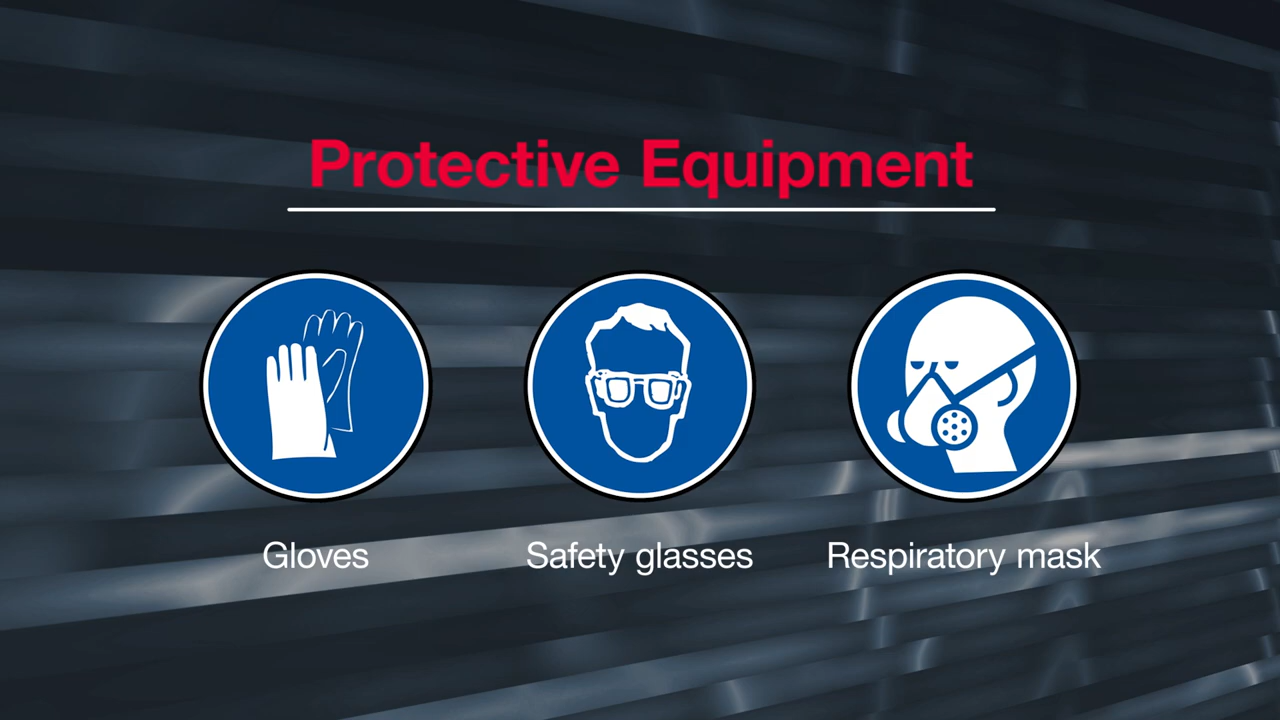 Protective Equipment
Gloves
Safety glasses
Respiratory mask